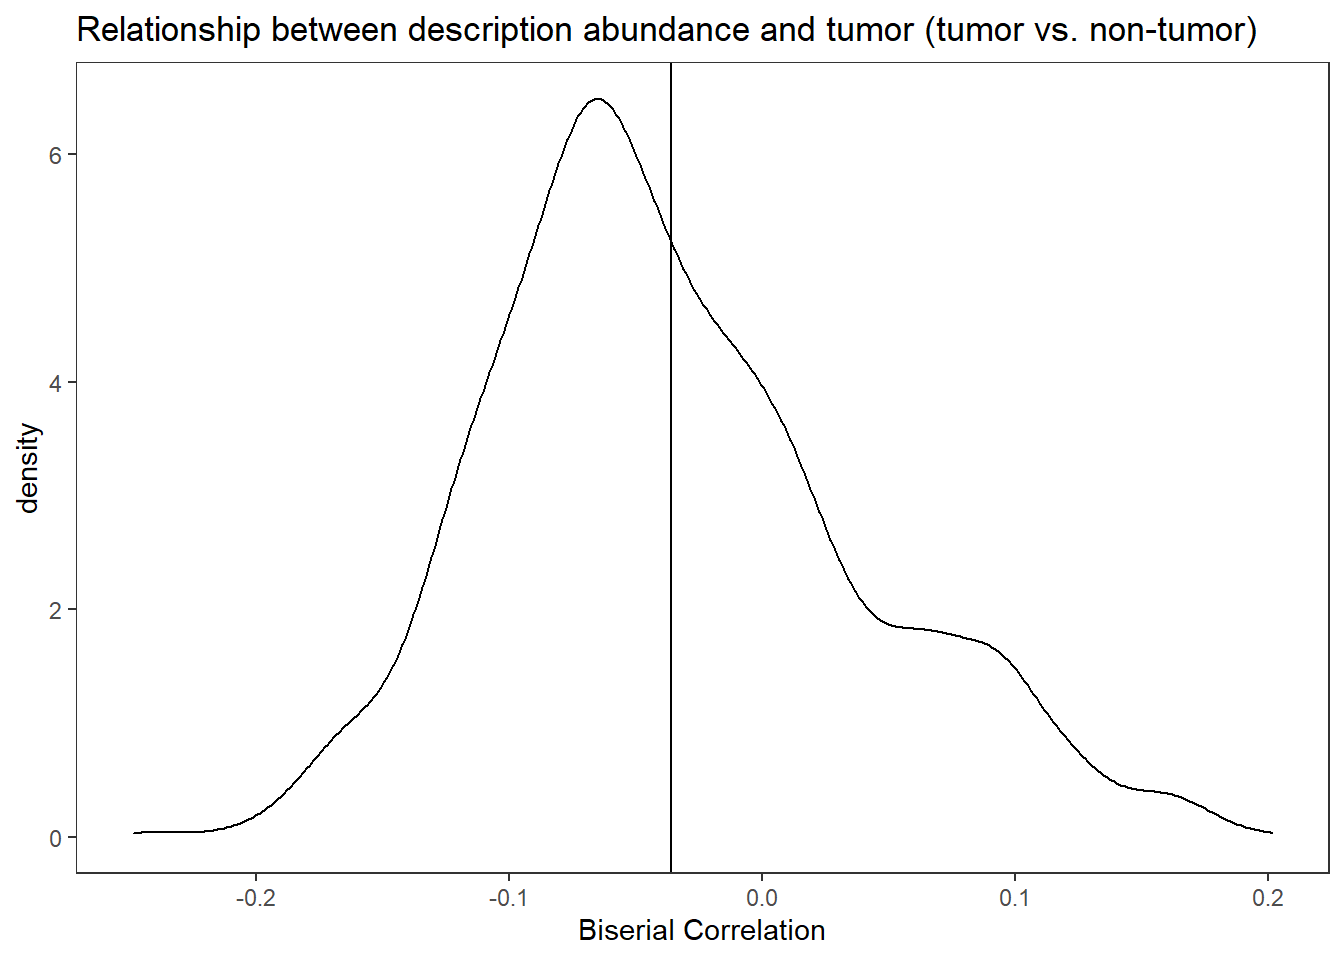 Relationship between description abundance and tumor (tumor vs. non-tumor)
6
4
2
0
density
-0.2 -0.1 0.0 0.1 0.2
Biserial Correlation